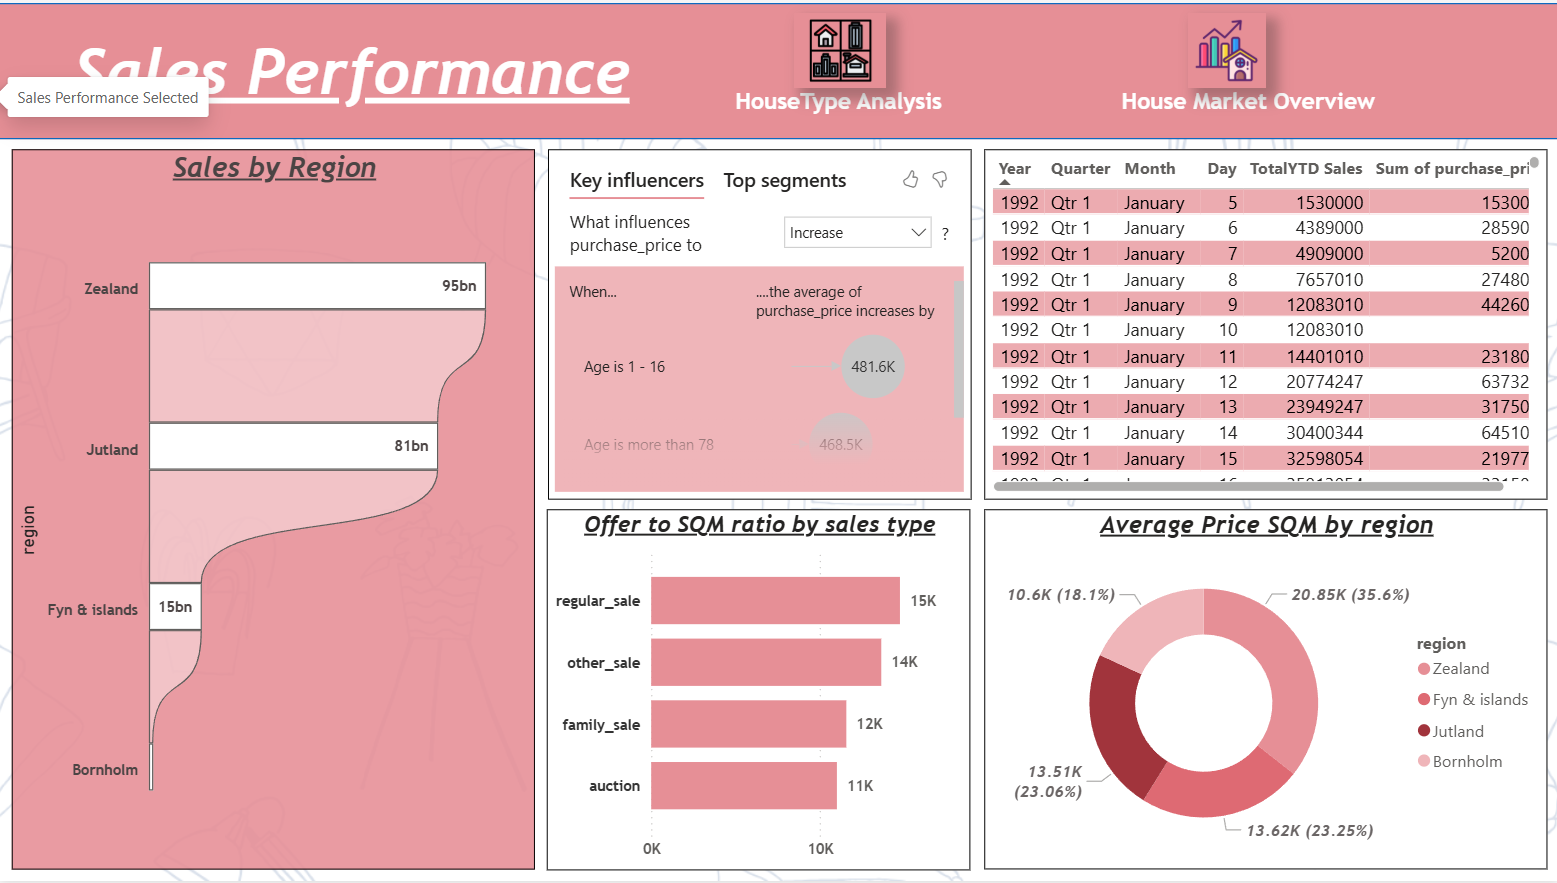 Sales Performance
Sales Performance Selected
HouseType Analysis
House Market Overview
Sales by Region
region
Zealand
95bn
Jutland
81bn
Fyn & islands
15bn
Bornholm
Key influencers Top segments
What influences
purchase_price to
Increase
?
When...
....the average of
purchase_price increases by
Age is 1 - 16
481.6K
Age is more than 78
468.5K
Year Quarter Month Day TotalYTD Sales Sum of purchase_pri
1992 Qtr 1 January 5 1530000 15300
1992 Qtr 1 January 6 4389000 28590
1992 Qtr 1 January 7 4909000 5200
1992 Qtr 1 January 8 7657010 27480
1992 Qtr 1 January 9 12083010 44260
1992 Qtr 1 January 10 12083010
1992 Qtr 1 January 11 14401010 23180
1992 Qtr 1 January 12 20774247 63732
1992 Qtr 1 January 13 23949247 31750
1992 Qtr 1 January 14 30400344 64510
1992 Qtr 1 January 15 32598054 21977
Offer to SQM ratio by sales type
regular_sale
15K
other_sale
14K
family_sale
12K
auction
11K
0K 10K
Average Price SQM by region
10.6K (18.1%)
20.85K (35.6%)
13.51K
(23.06%)
13.62K (23.25%)
region
Zealand
Fyn & islands
Jutland
Bornholm